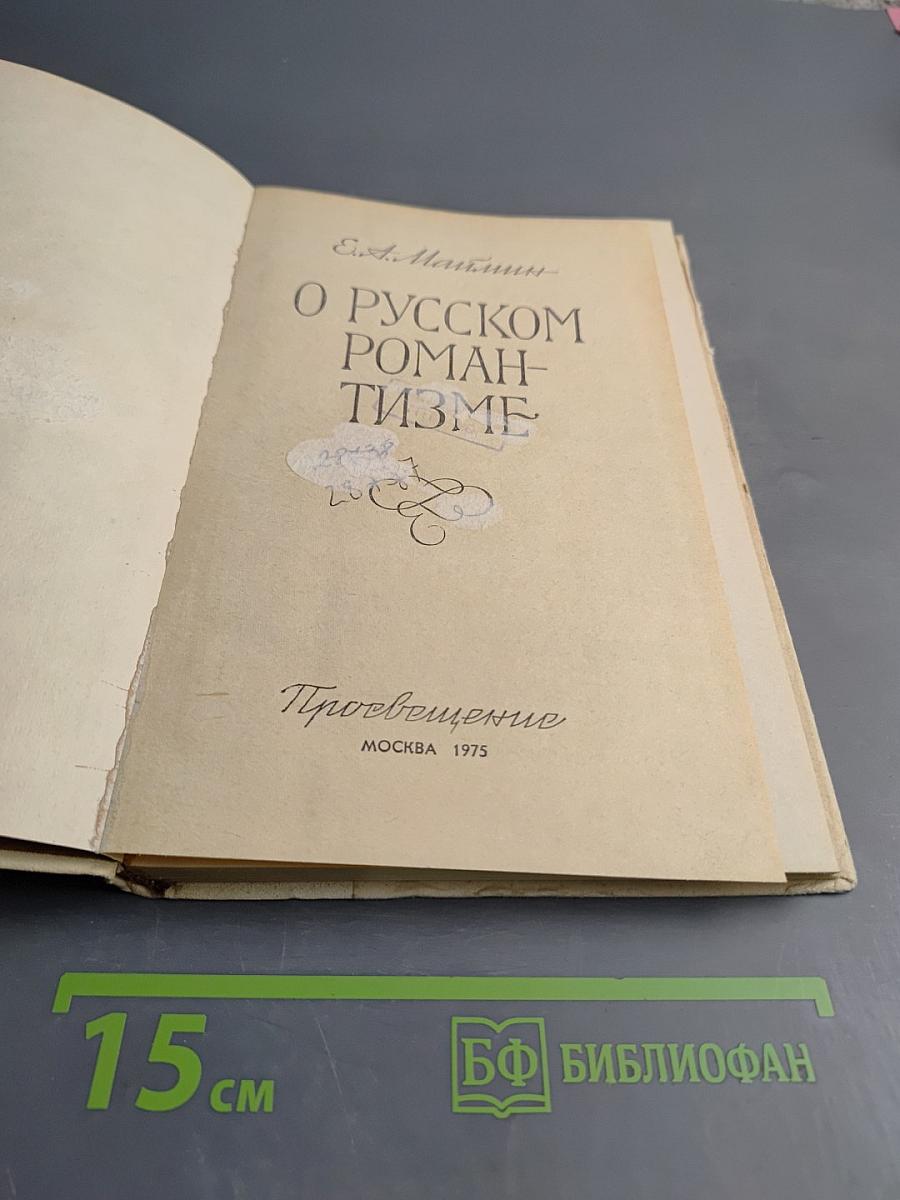 Е. А. Маймин
О РУССКОМ
РОМАН-
ТИЗМЕ
Просвещение
МОСКВА 1975
15 см
БФ БИБЛИОФАН